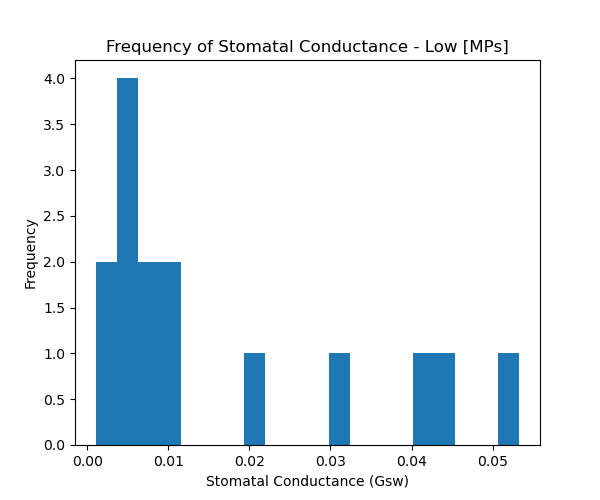 Frequency of Stomatal Conductance - Low [MPs]
4.0
3.5
3.0
2.5
2.0
1.5
1.0
0.5
0.0
Frequency
0.00 0.01 0.02 0.03 0.04 0.05
Stomatal Conductance (Gsw)